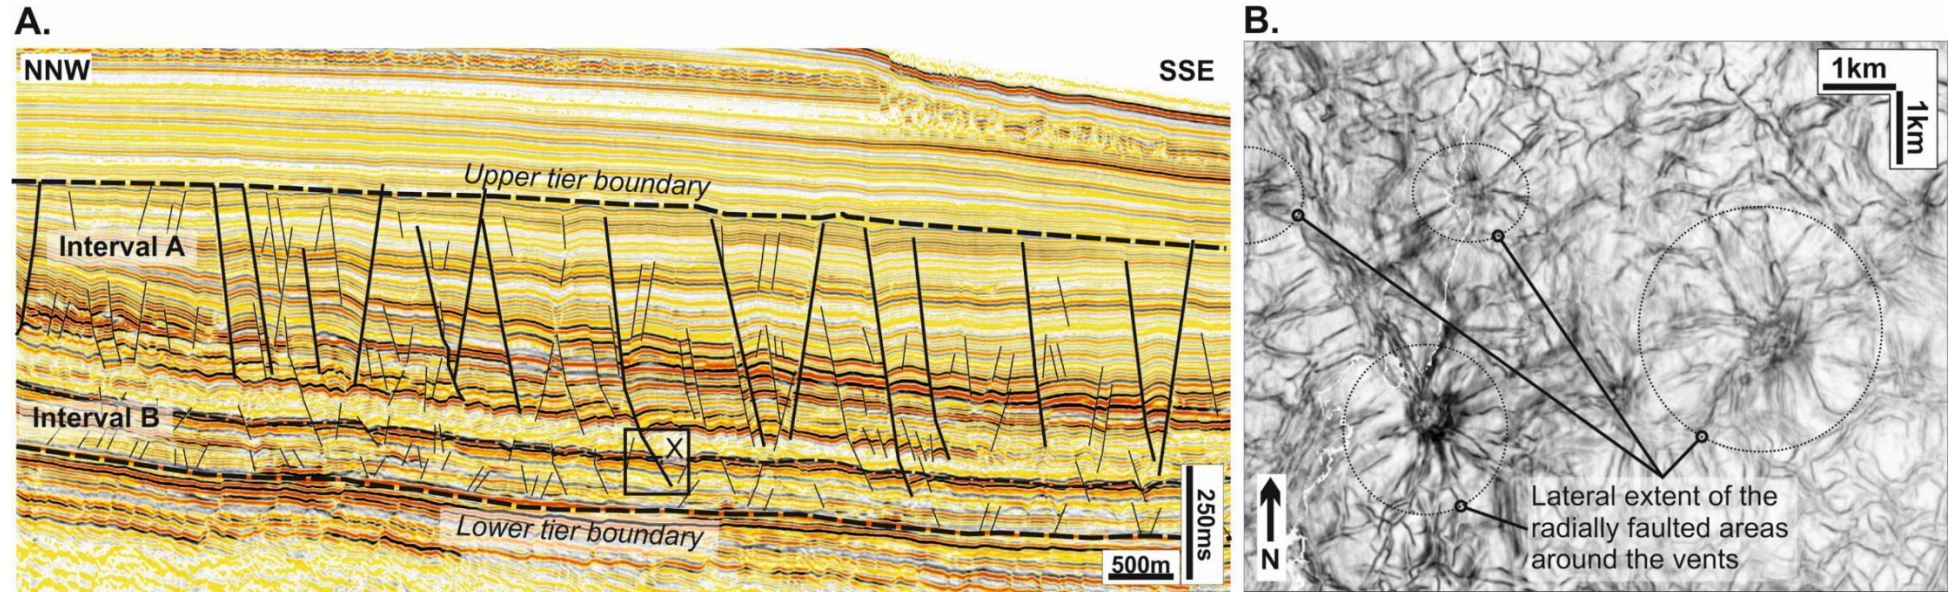 A.
NNW
SSE
Upper tier boundary
Interval A
Interval B
X
Lower tier boundary
250ms
500m
B.
1km
1km
N
Lateral extent of the
radially faulted areas
around the vents